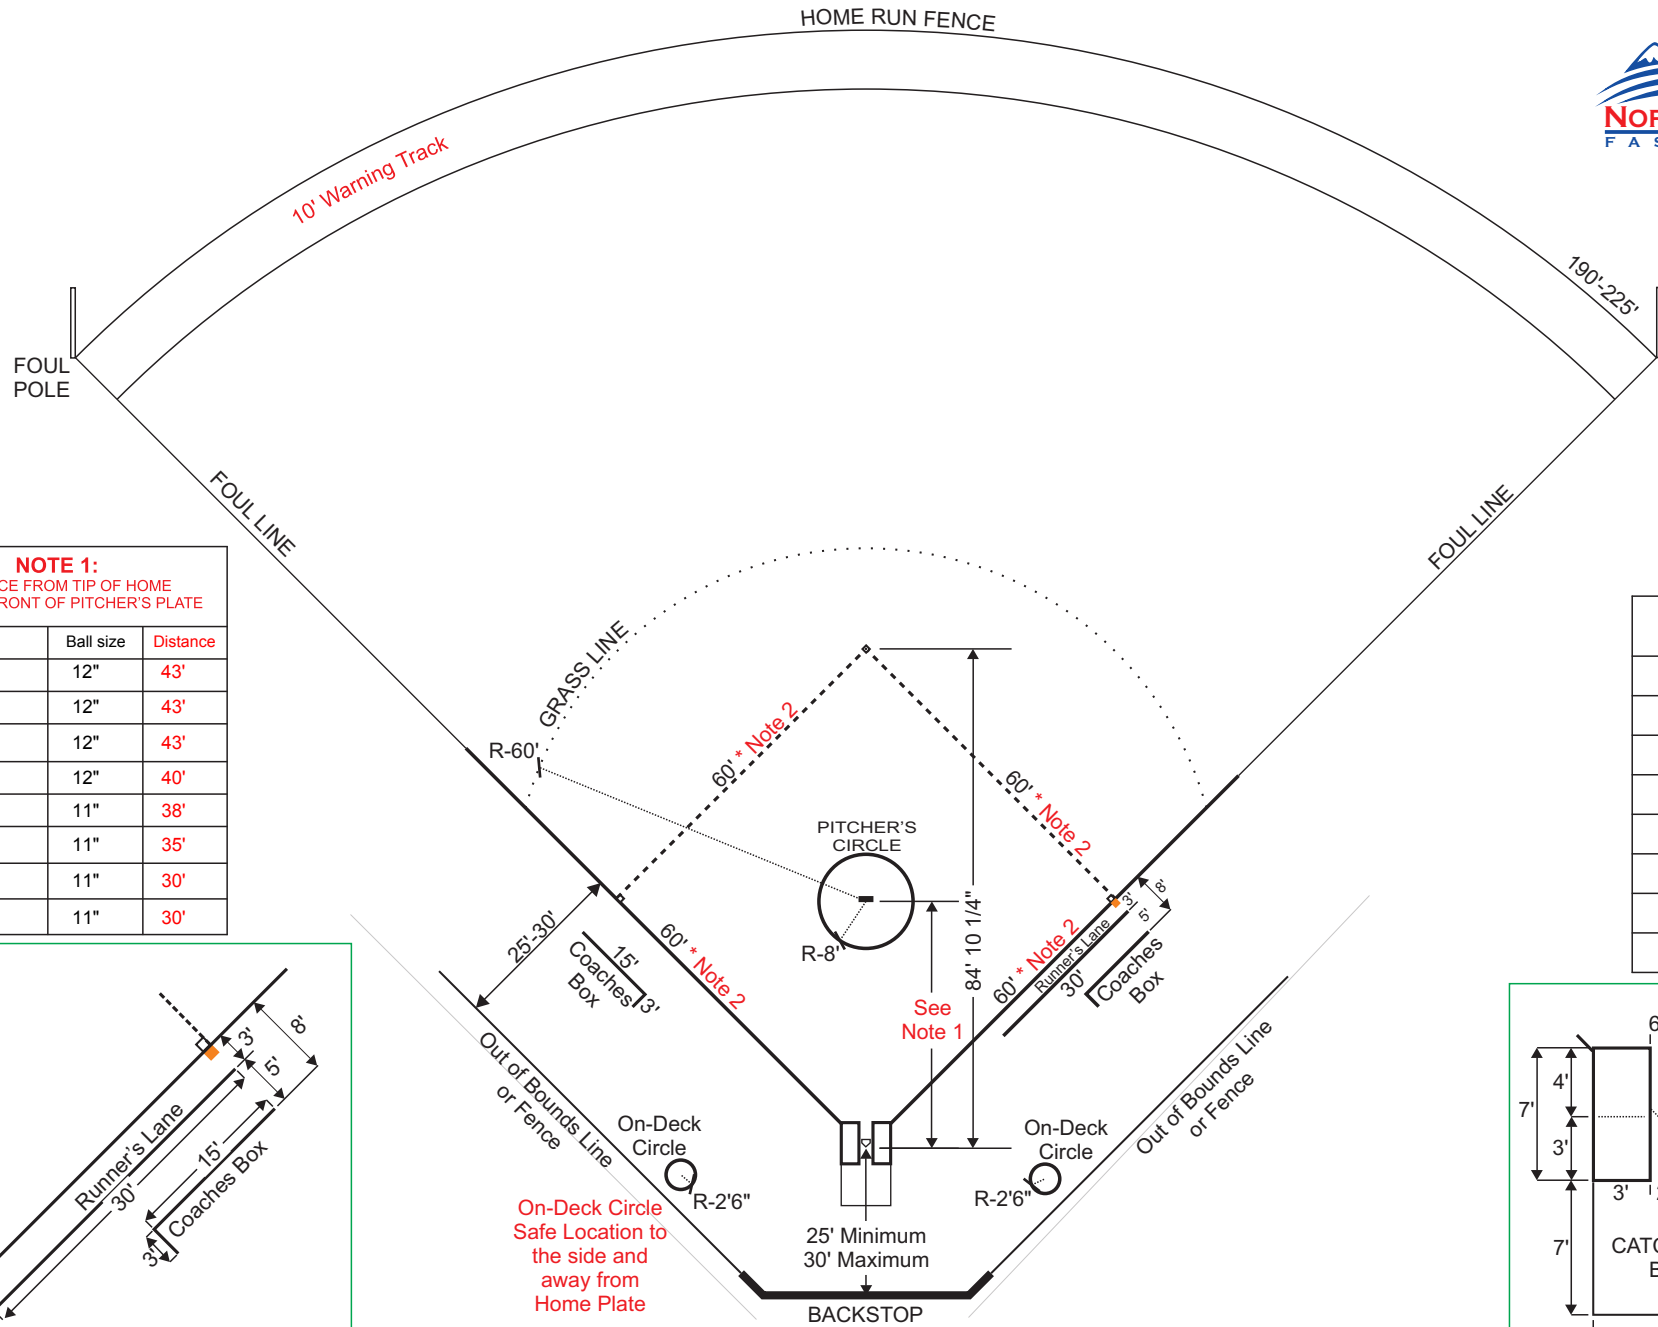 HOME RUN FENCE
10' Warning Track
190'-225'
FOUL
POLE
FOUL LINE
FOUL LINE
NOTE 1:
FROM TIP OF HOME
OF PITCHER'S PLATE
Ball size Distance
12" 43'
12" 43'
12" 43'
12" 40'
11" 38'
11" 35'
11" 30'
11" 30'
GRASS LINE
R-60'
60' * Note 2
60' * Note 2
PITCHER'S
CIRCLE
R-8'
84' 10 1/4"
See
Note 1
60' * Note 2
60' * Note 2
25'-30'
15'
Coaches
Box
3'
3'
8'
5'
Runner's Lane
30'
Coaches
Box
Out of Bounds Line
or Fence
Out of Bounds Line
or Fence
On-Deck
Circle
R-2'6"
On-Deck
Circle
R-2'6"
On-Deck Circle
Safe Location to
the side and
away from
Home Plate
25' Minimum
30' Maximum
BACKSTOP
3'
8'
5'
Runner's Lane
30'
15'
Coaches Box
3'
4'
7'
3'
3'
7'